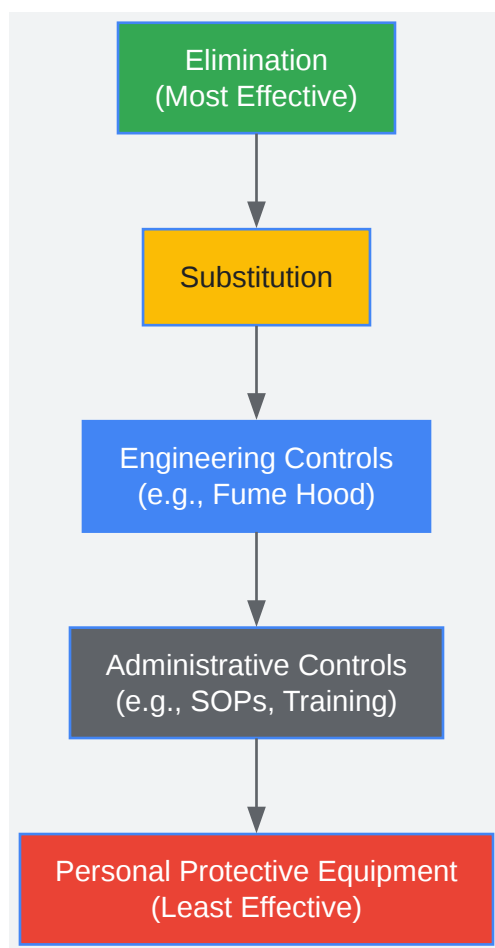 Elimination
(Most Effective)
Substitution
Engineering Controls
(e.g., Fume Hood)
Administrative Controls
(e.g., SOPs, Training)
Personal Protective Equipment
(Least Effective)